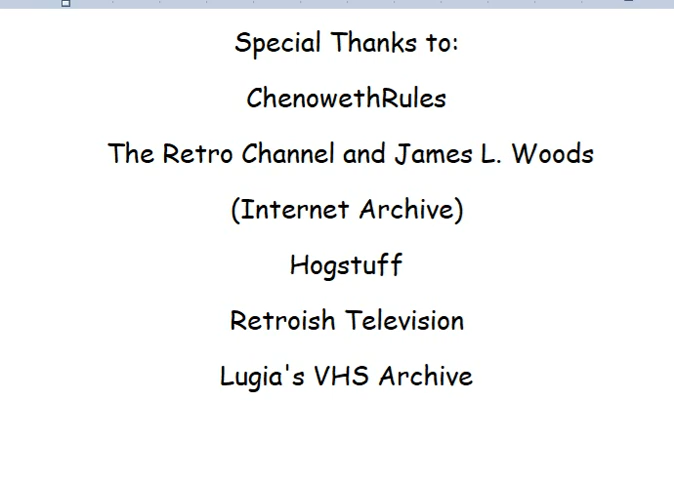 Special Thanks to:
ChenowethRules
The Retro Channel and James L. Woods
(Internet Archive)
Hogstuff
Retroish Television
Lugia's VHS Archive